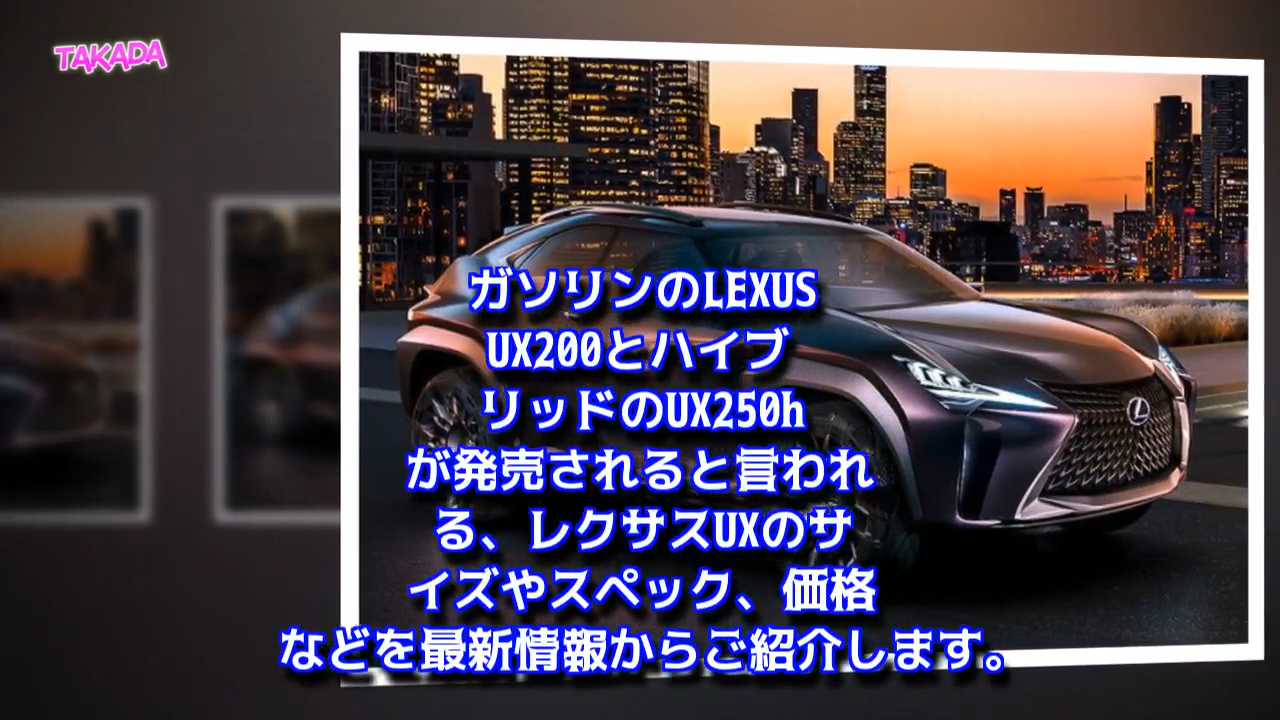 TAKADA
ガソリンのLEXUS
UX200とハイブ
リッドのUX250h
が発売されると言われ
る、レクサスUXのサ
イズやスペック、価格
などを最新情報からご紹介します。